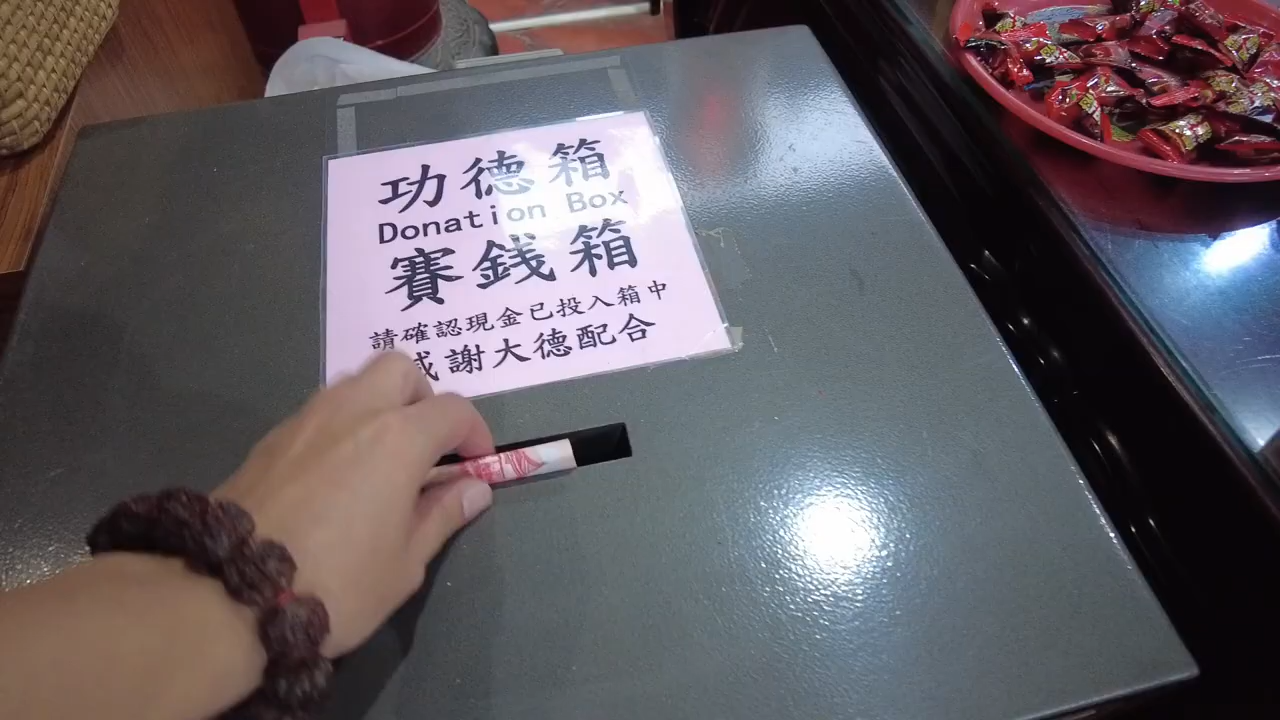 功德箱
Donation Box
賽銭箱
請確認現金已投入箱中
感謝大德配合